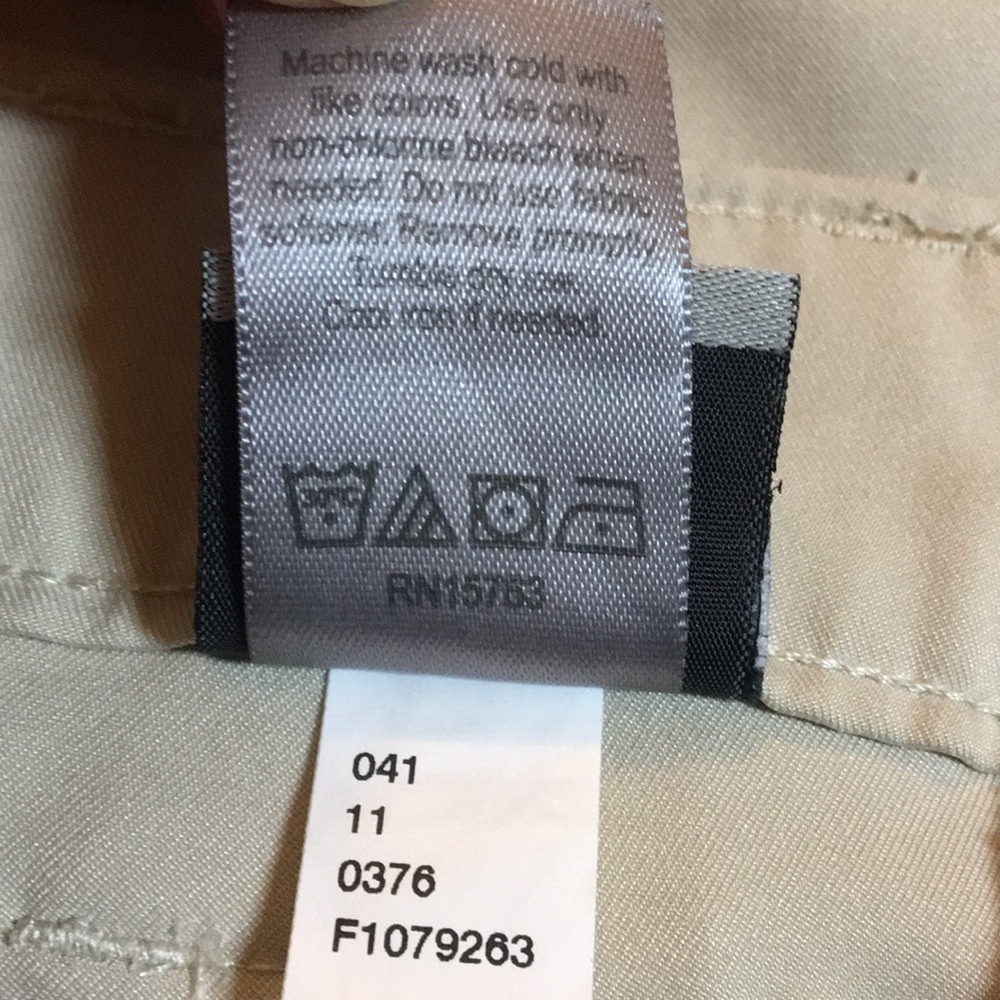 Machine wash cold with
like colors. Use only
non-chlorine bleach when
needed. Do not use fabric
softener. Remove promptly.
Tumble dry low.
Cool iron if needed.
30°C
RN15763
041
11
0376
F1079263